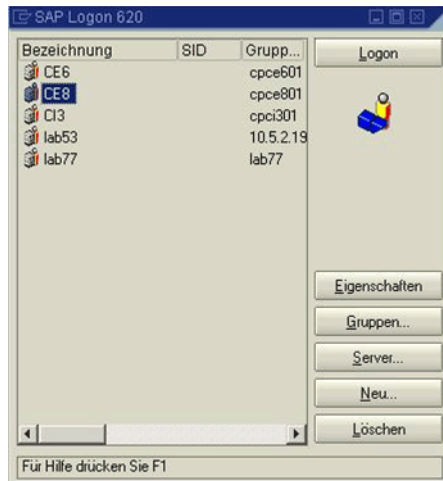 SAP Logon 620
Bezeichnung SID Grupp...
CE6 cpce601
CE8 cpce801
CI3 cpci301
lab53 10.5.2.19
lab77 lab77
Logon
Eigenschaften
Gruppen...
Server...
Neu...
Löschen
Für Hilfe drücken Sie F1